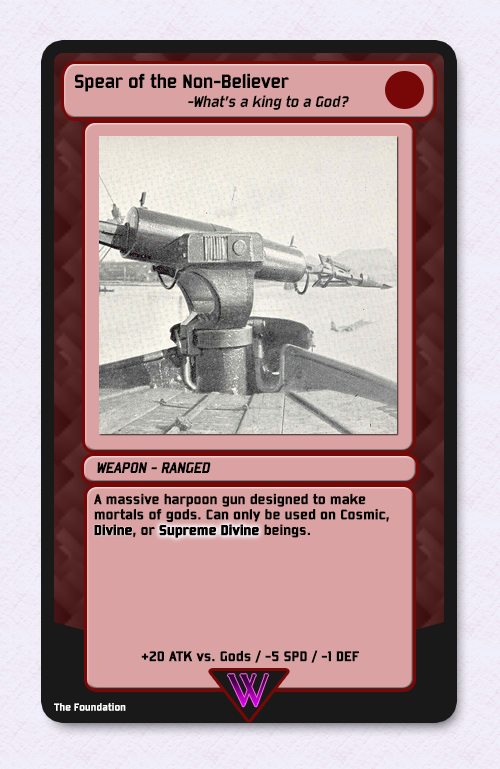 Spear of the Non-Believer
-What's a king to a God?
WEAPON - RANGED
A massive harpoon gun designed to make
mortals of gods. Can only be used on Cosmic,
Divine, or Supreme Divine beings.
+20 ATK vs. Gods / -5 SPD / -1 DEF
W
The Foundation